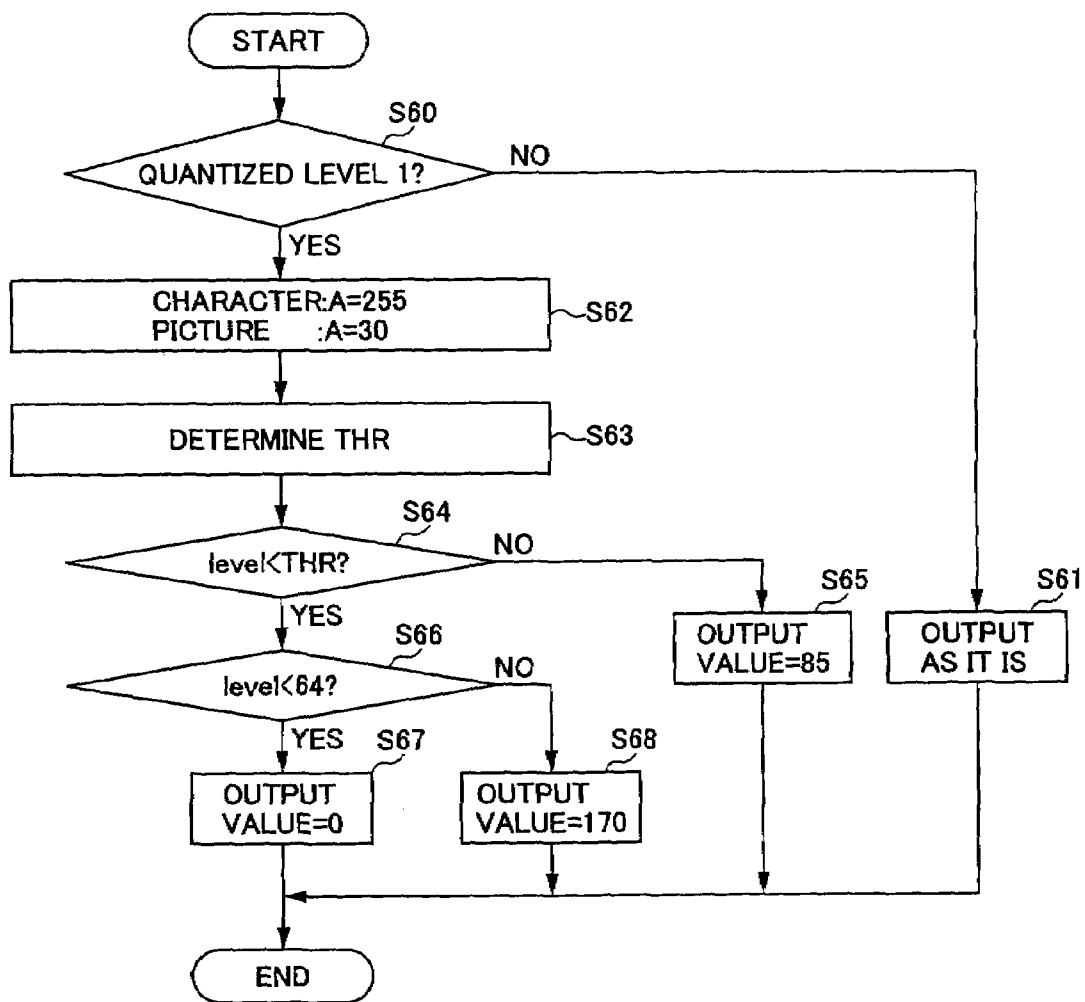 START
S60
QUANTIZED LEVEL 1?
NO
YES
CHARACTER:A=255
PICTURE :A=30
S62
DETERMINE THR
S63
S64
level<THR?
NO
YES
S65
OUTPUT
VALUE=85
S61
OUTPUT
AS IT IS
S66
level<64?
NO
YES
S67
OUTPUT
VALUE=0
S68
OUTPUT
VALUE=170
END